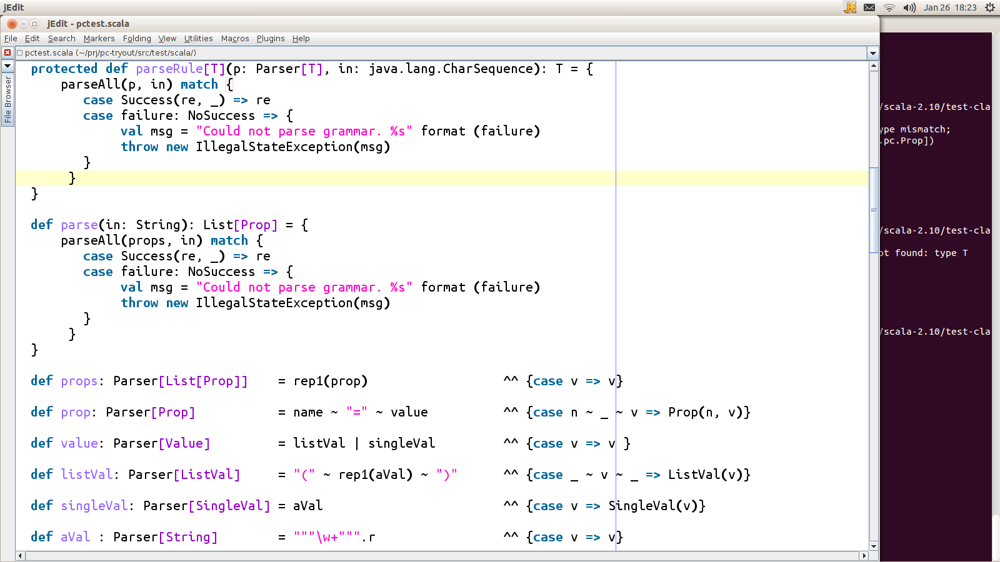 jEdit
Jan 26 18:23
jEdit - pctest.scala
File Edit Search Markers Folding View Utilities Macros Plugins Help
pctest.scala (~/prj/pc-tryout/src/test/scala/)
File Browser
protected def parseRule[T](p: Parser[T], in: java.lang.CharSequence): T = {
parseAll(p, in) match {
case Success(re, _) => re
case failure: NoSuccess => {
val msg = "Could not parse grammar. %s" format (failure)
throw new IllegalStateException(msg)
}
}
}
def parse(in: String): List[Prop] = {
parseAll(props, in) match {
case Success(re, _) => re
case failure: NoSuccess => {
val msg = "Could not parse grammar. %s" format (failure)
throw new IllegalStateException(msg)
}
}
}
def props: Parser[List[Prop]] = rep1(prop) ^^ {case v => v}
def prop: Parser[Prop] = name ~ "=" ~ value ^^ {case n ~ _ ~ v => Prop(n, v)}
def value: Parser[Value] = listVal | singleVal ^^ {case v => v }
def listVal: Parser[ListVal] = "(" ~ rep1(aVal) ~ ")" ^^ {case _ ~ v ~ _ => ListVal(v)}
def singleVal: Parser[SingleVal] = aVal ^^ {case v => SingleVal(v)}
def aVal : Parser[String] = """\w+""".r ^^ {case v => v}
/scala-2.10/test-cla
ype mismatch;
.pc.Prop])
/scala-2.10/test-cla
ot found: type T
/scala-2.10/test-cla